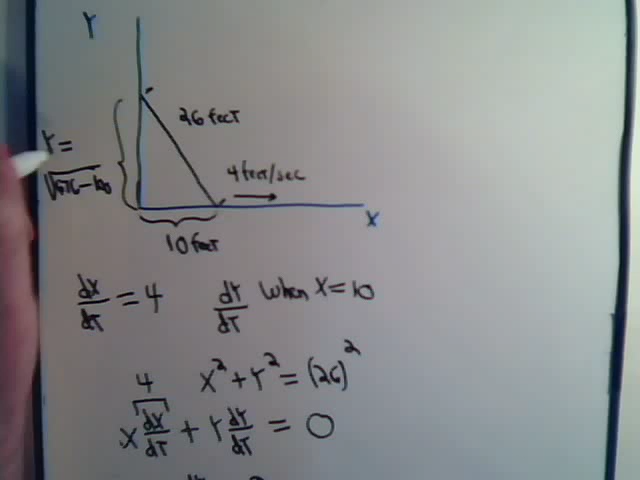 Y
26 feet
Y =
√676-100
4 feet/sec
X
10 feet
dx/dt = 4 dy/dt when x = 10
4 x² + y² = (26)²
x dx/dt + y dy/dt = 0